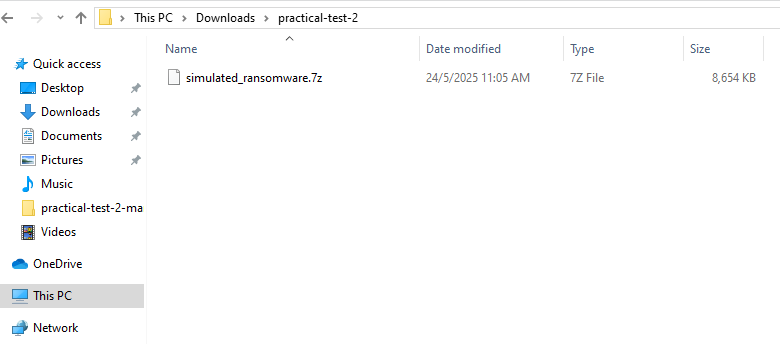 This PC > Downloads > practical-test-2
Name Date modified Type Size
Quick access
simulated_ransomware.7z 24/5/2025 11:05 AM 7Z File 8,654 KB
Desktop
Downloads
Documents
Pictures
Music
practical-test-2-ma
Videos
OneDrive
This PC
Network